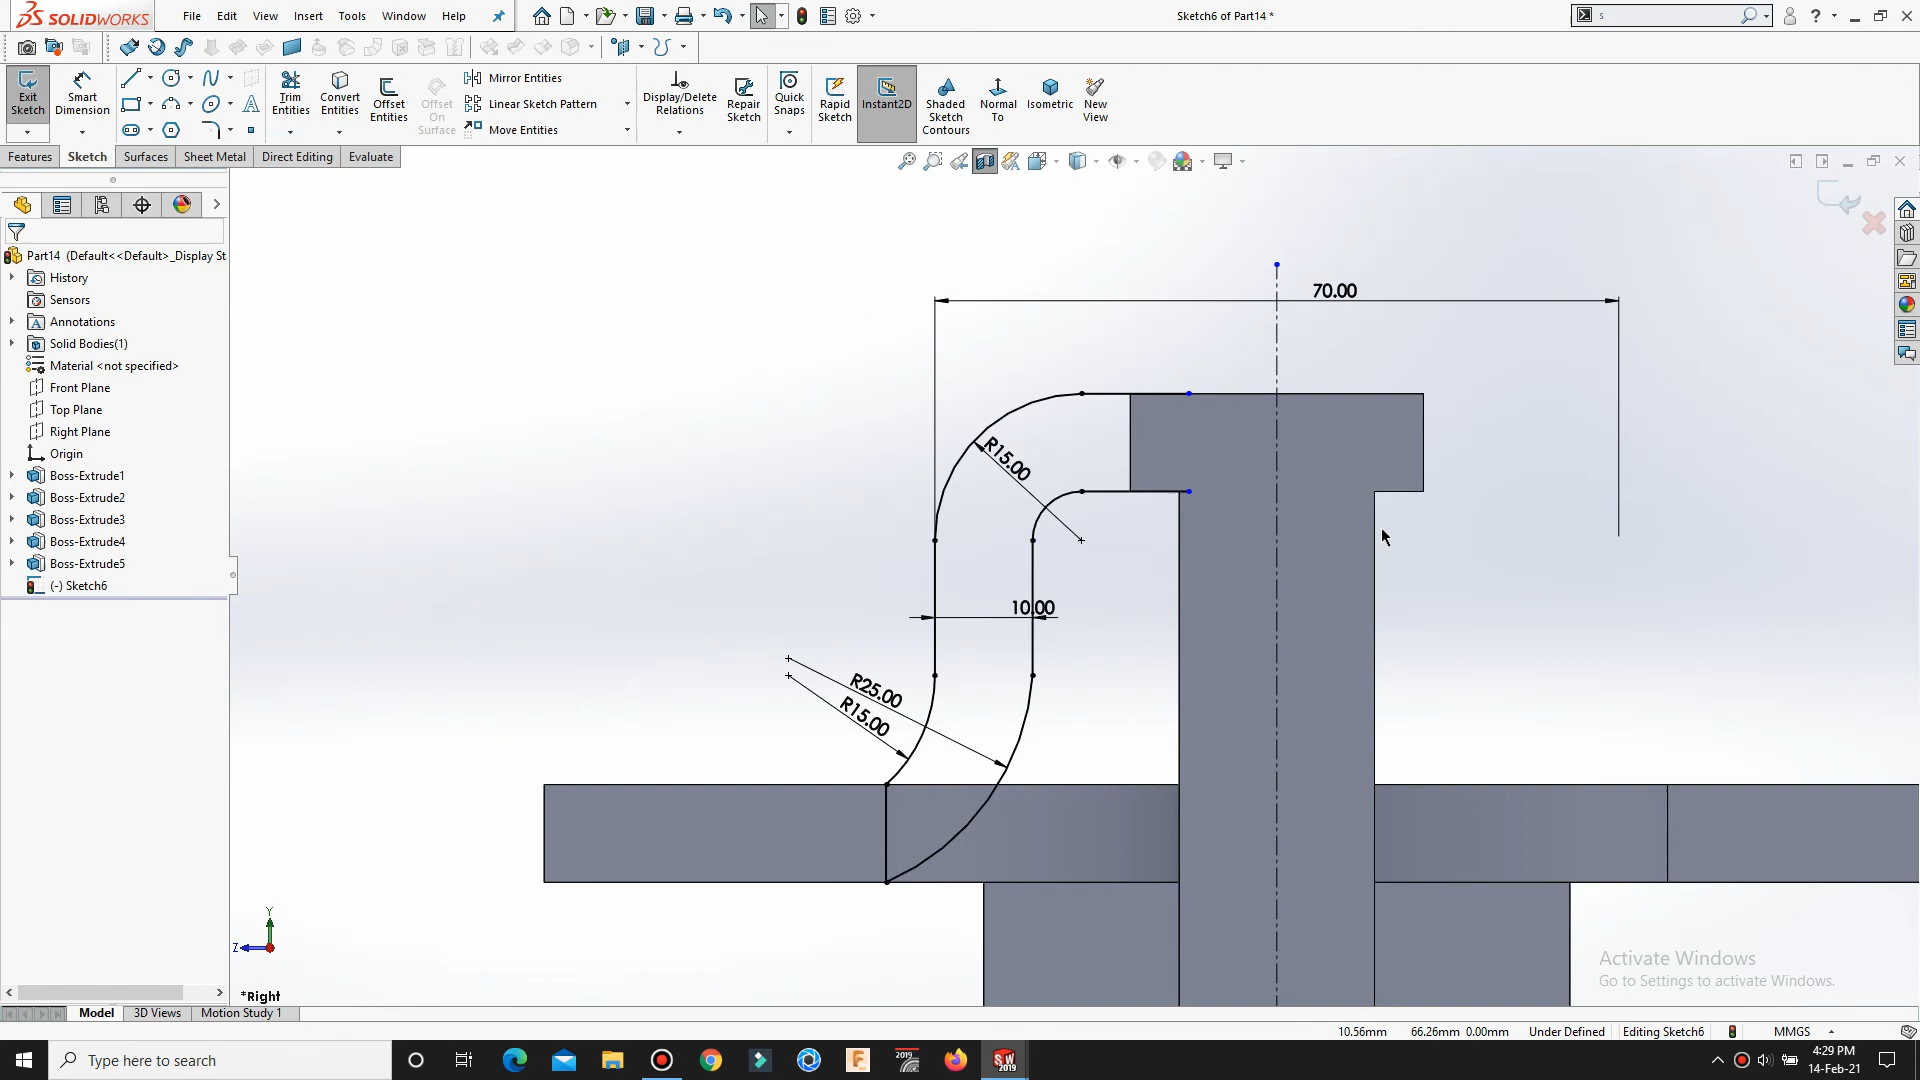 SOLIDWORKS File Edit View Insert Tools Window Help Sketch6 of Part14 * s
Exit Sketch
Smart Dimension
Trim Entities
Convert Entities
Offset Entities
Offset On Surface
Mirror Entities
Linear Sketch Pattern
Move Entities
Display/Delete Relations
Repair Sketch
Quick Snaps
Rapid Sketch
Instant2D
Shaded Sketch Contours
Normal To
Isometric
New View
Features Sketch Surfaces Sheet Metal Direct Editing Evaluate
Part14 (Default<<Default>_Display St
History
Sensors
Annotations
Solid Bodies(1)
Material <not specified>
Front Plane
Top Plane
Right Plane
Origin
Boss-Extrude1
Boss-Extrude2
Boss-Extrude3
Boss-Extrude4
Boss-Extrude5
(-) Sketch6
70.00
R15.00
10.00
R25.00
R15.00
Y
Z
*Right
Activate Windows
Go to Settings to activate Windows.
Model 3D Views Motion Study 1
10.56mm 66.26mm 0.00mm Under Defined Editing Sketch6 MMGS
Type here to search
2019
SW 2019
4:29 PM
14-Feb-21